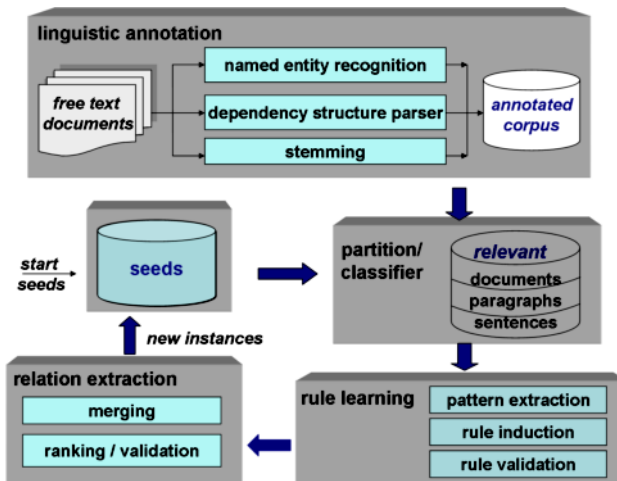 linguistic annotation
named entity recognition
free text
documents
dependency structure parser
annotated
corpus
stemming
start
seeds
seeds
partition/
classifier
relevant
documents
paragraphs
sentences
new instances
relation extraction
merging
ranking / validation
rule learning
pattern extraction
rule induction
rule validation